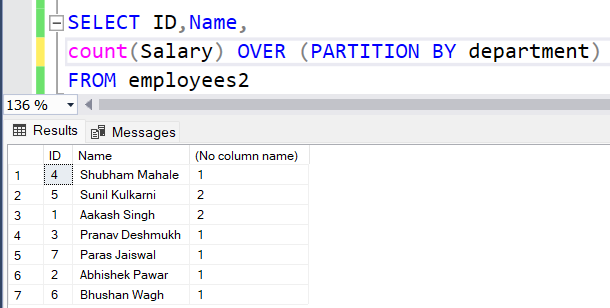 SELECT ID,Name,
count(Salary) OVER (PARTITION BY department)
FROM employees2
136 %
Results Messages
ID Name (No column name)
1 4 Shubham Mahale 1
2 5 Sunil Kulkarni 2
3 1 Aakash Singh 2
4 3 Pranav Deshmukh 1
5 7 Paras Jaiswal 1
6 2 Abhishek Pawar 1
7 6 Bhushan Wagh 1